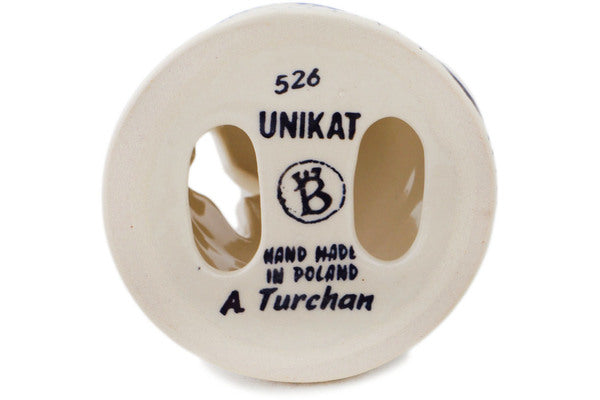 526
UNIKAT
B
HAND MADE
IN POLAND
A Turchan